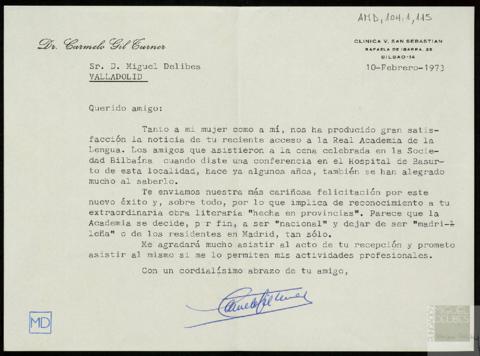 AMD, 104, 1, 115
Dr. Carmelo Gil Turner
CLINICA V. SAN SEBASTIAN
RAFAELA DE IBARRA, 25
BILBAO-14
Sr. D. Miguel Delibes
VALLADOLID
10-Febrero-1973
Querido amigo:
Tanto a mi mujer como a mí, nos ha producido gran satis-
facción la noticia de tu reciente acceso a la Real Academia de la
Lengua. Los amigos que asistieron a la cena celebrada en la Socie
dad Bilbaína cuando diste una conferencia en el Hospital de Basur-
to de esta localidad, hace ya algunos años, también se han alegrado
mucho al saberlo.
Te enviamos nuestra más cariñosa felicitación por este
nuevo éxito y, sobre todo, por lo que implica de reconocimiento a tu
extraordinaria obra literaria "hecha en provincias". Parece que la
Academia se decide, p r fin, a ser "nacional" y dejar de ser "madri-
leña" o de los residentes en Madrid, tan sólo.
Me agradará mucho asistir al acto de tu recepción y prometo
asistir al mismo si me lo permiten mis actividades profesionales.
Con un cordialísimo abrazo de tu amigo,
MD
DELIBES